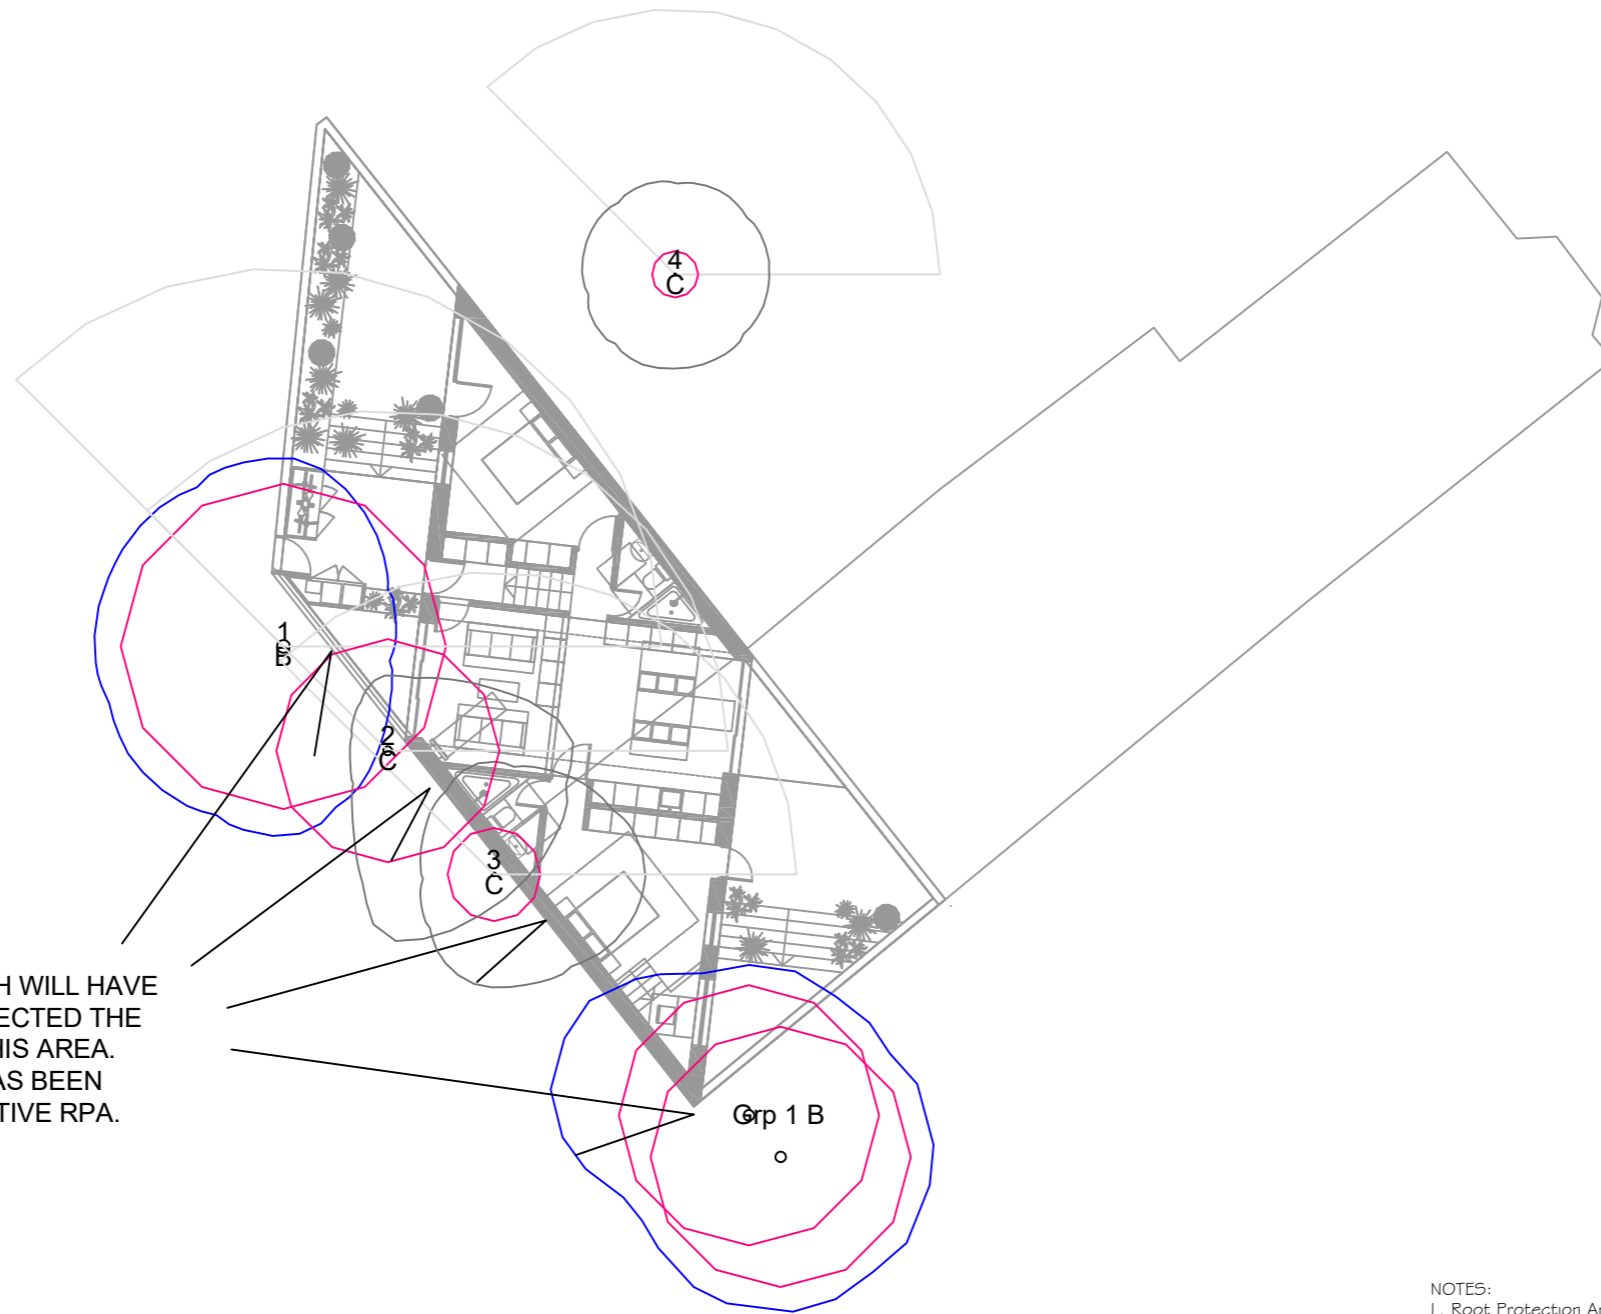 4
C
1
B
2
C
3
C
H WILL HAVE
ECTED THE
HIS AREA.
AS BEEN
TIVE RPA.
Grp 1 B
NOTES:
1. Root Protection Ar